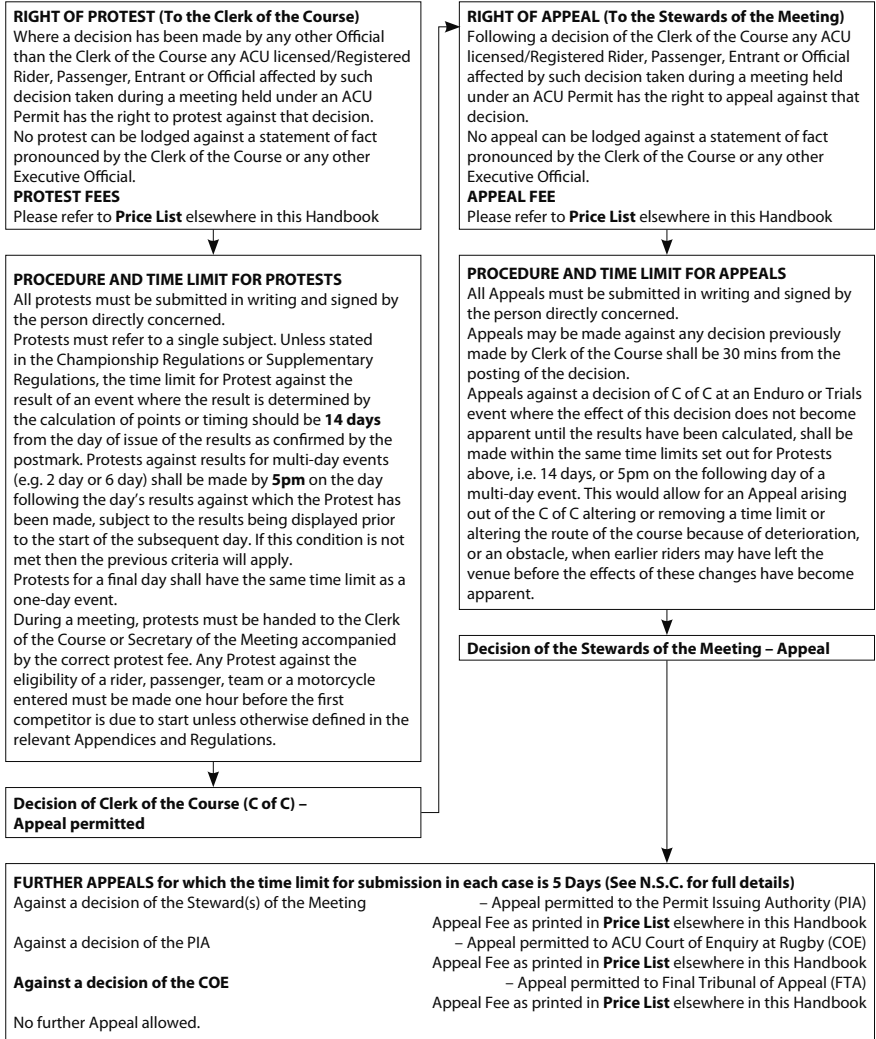 RIGHT OF PROTEST (To the Clerk of the Course)
Where a decision has been made by any other Official
than the Clerk of the Course any ACU licensed/Registered
Rider, Passenger, Entrant or Official affected by such
decision taken during a meeting held under an ACU
Permit has the right to protest against that decision.
No protest can be lodged against a statement of fact
pronounced by the Clerk of the Course or any other
Executive Official.
PROTEST FEES
Please refer to Price List elsewhere in this Handbook
PROCEDURE AND TIME LIMIT FOR PROTESTS
All protests must be submitted in writing and signed by
the person directly concerned.
Protests must refer to a single subject. Unless stated
in the Championship Regulations or Supplementary
Regulations, the time limit for Protest against the
result of an event where the result is determined by
the calculation of points or timing should be 14 days
from the day of issue of the results as confirmed by the
postmark. Protests against results for multi-day events
(e.g. 2 day or 6 day) shall be made by 5pm on the day
following the day's results against which the Protest has
been made, subject to the results being displayed prior
to the start of the subsequent day. If this condition is not
met then the previous criteria will apply.
Protests for a final day shall have the same time limit as a
one-day event.
During a meeting, protests must be handed to the Clerk
of the Course or Secretary of the Meeting accompanied
by the correct protest fee. Any Protest against the
eligibility of a rider, passenger, team or a motorcycle
entered must be made one hour before the first
competitor is due to start unless otherwise defined in the
relevant Appendices and Regulations.
Decision of Clerk of the Course (C of C) –
Appeal permitted
RIGHT OF APPEAL (To the Stewards of the Meeting)
Following a decision of the Clerk of the Course any ACU
licensed/Registered Rider, Passenger, Entrant or Official
affected by such decision taken during a meeting held
under an ACU Permit has the right to appeal against that
decision.
No appeal can be lodged against a statement of fact
pronounced by the Clerk of the Course or any other
Executive Official.
APPEAL FEE
Please refer to Price List elsewhere in this Handbook
PROCEDURE AND TIME LIMIT FOR APPEALS
All Appeals must be submitted in writing and signed by
the person directly concerned.
Appeals may be made against any decision previously
made by Clerk of the Course shall be 30 mins from the
posting of the decision.
Appeals against a decision of C of C at an Enduro or Trials
event where the effect of this decision does not become
apparent until the results have been calculated, shall be
made within the same time limits set out for Protests
above, i.e. 14 days, or 5pm on the following day of a
multi-day event. This would allow for an Appeal arising
out of the C of C altering or removing a time limit or
altering the route of the course because of deterioration,
or an obstacle, when earlier riders may have left the
venue before the effects of these changes have become
apparent.
Decision of the Stewards of the Meeting – Appeal
FURTHER APPEALS for which the time limit for submission in each case is 5 Days (See N.S.C. for full details)
Against a decision of the Steward(s) of the Meeting – Appeal permitted to the Permit Issuing Authority (PIA)
Appeal Fee as printed in Price List elsewhere in this Handbook
Against a decision of the PIA – Appeal permitted to ACU Court of Enquiry at Rugby (COE)
Appeal Fee as printed in Price List elsewhere in this Handbook
Against a decision of the COE – Appeal permitted to Final Tribunal of Appeal (FTA)
Appeal Fee as printed in Price List elsewhere in this Handbook
No further Appeal allowed.